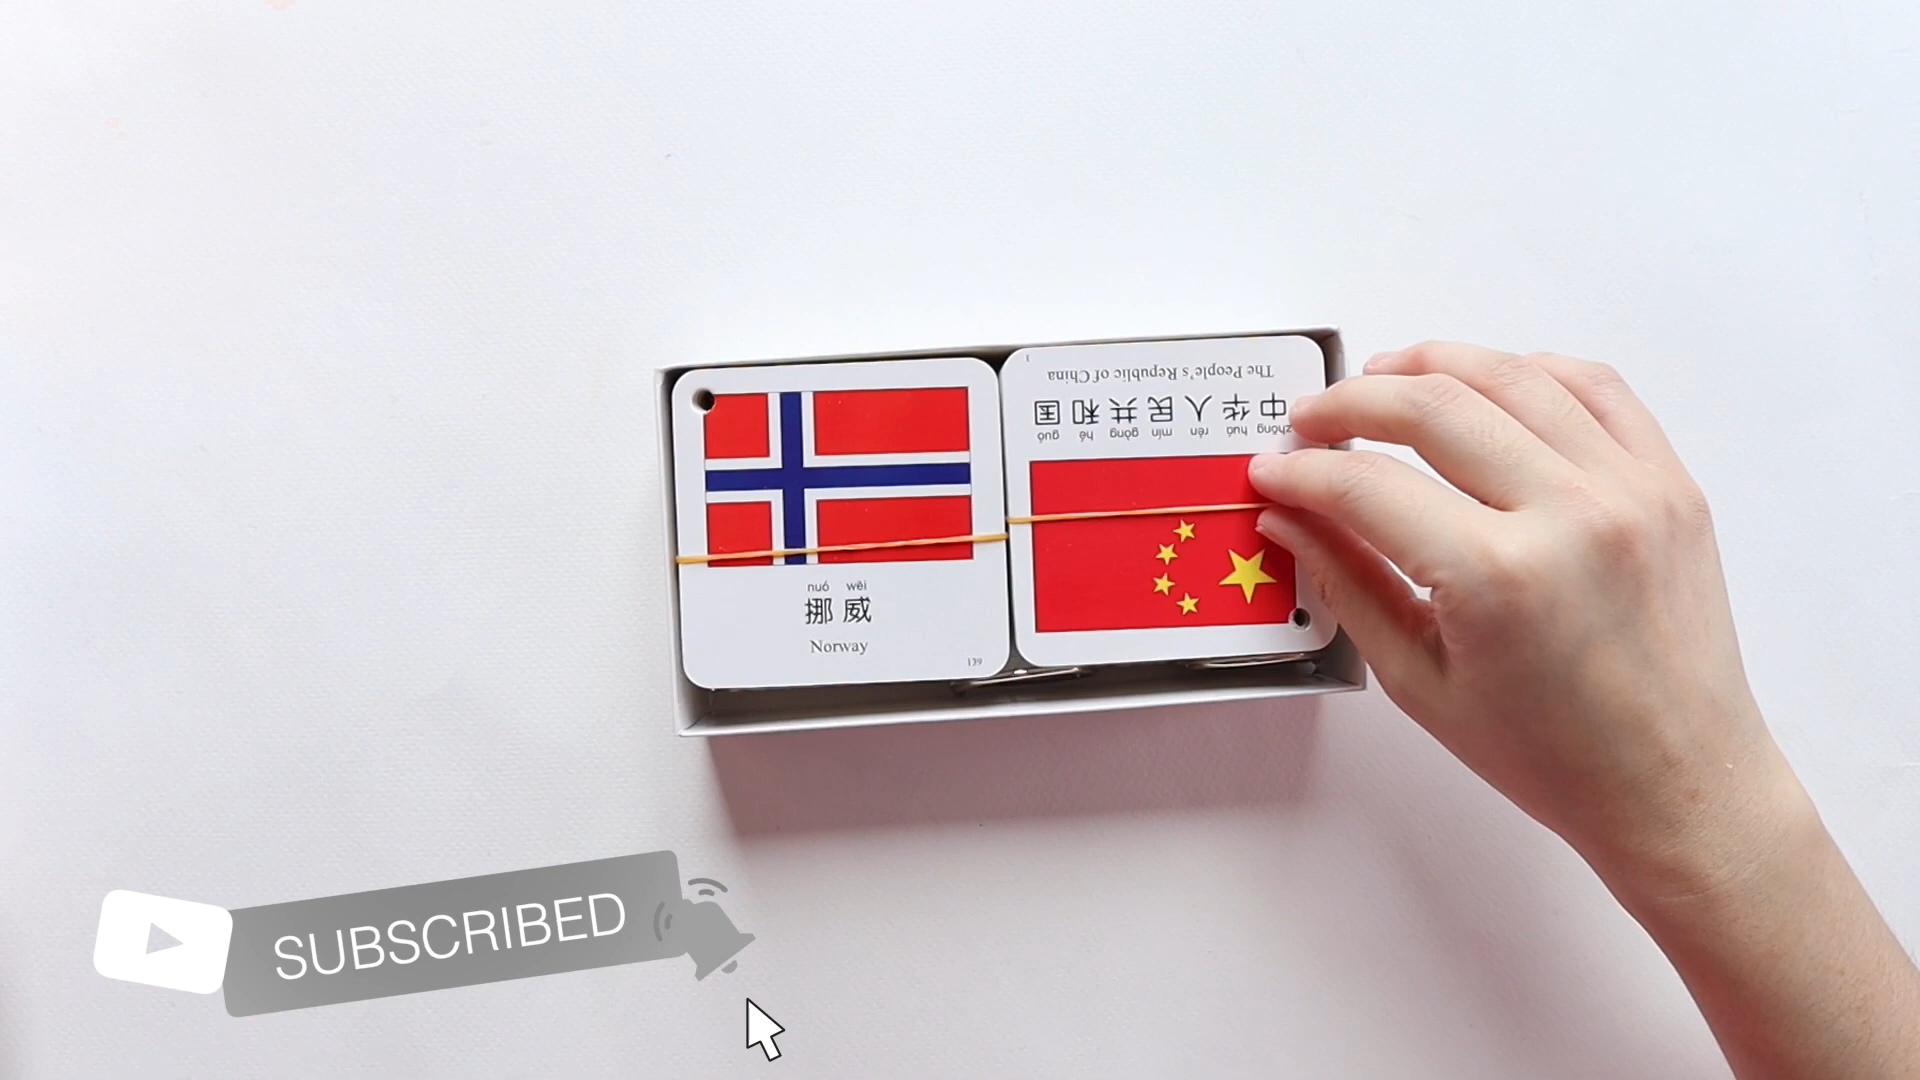 nuó wēi
挪威
Norway
139
The People's Republic of China
1
zhōng huá rén mín gòng hé guó
中华人民共和国
SUBSCRIBED